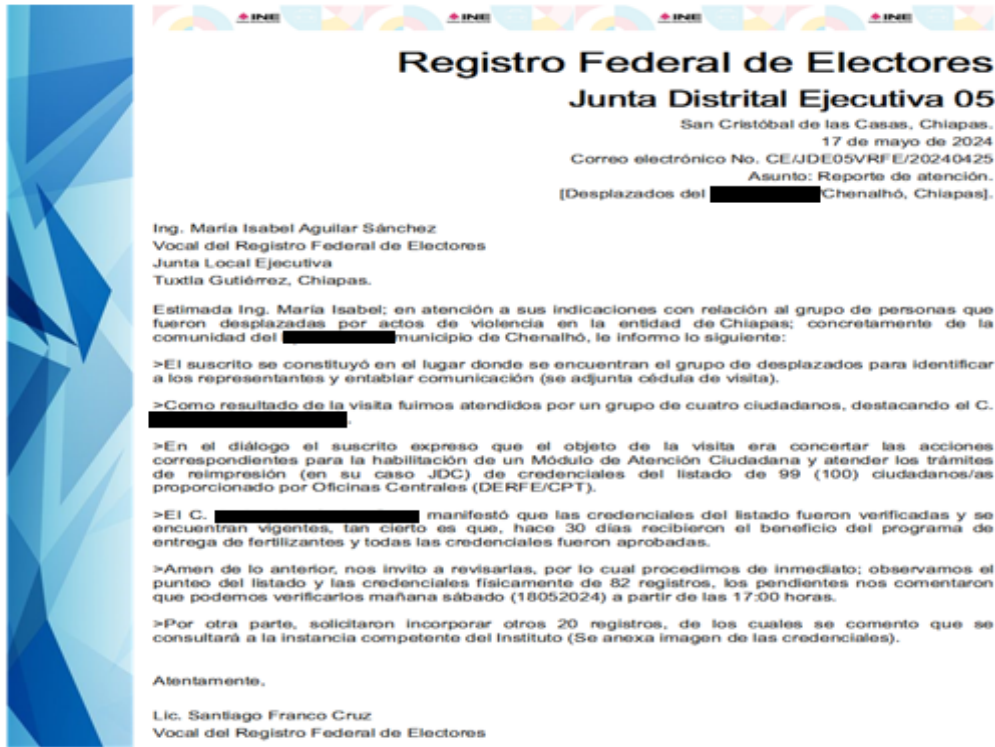 INE INE INE INE
Registro Federal de Electores
Junta Distrital Ejecutiva 05
San Cristóbal de las Casas, Chiapas.
17 de mayo de 2024
Correo electrónico No. CE/JDE05VRFE/20240425
Asunto: Reporte de atención.
[Desplazados del Chenalhó, Chiapas].
Ing. María Isabel Aguilar Sánchez
Vocal del Registro Federal de Electores
Junta Local Ejecutiva
Tuxtla Gutiérrez, Chiapas.
Estimada Ing. María Isabel; en atención a sus indicaciones con relación al grupo de personas que
fueron desplazadas por actos de violencia en la entidad de Chiapas; concretamente de la
comunidad del municipio de Chenalhó, le informo lo siguiente:
>El suscrito se constituyó en el lugar donde se encuentran el grupo de desplazados para identificar
a los representantes y entablar comunicación (se adjunta cédula de visita).
>Como resultado de la visita fuimos atendidos por un grupo de cuatro ciudadanos, destacando el C.
.
>En el diálogo el suscrito expreso que el objeto de la visita era concertar las acciones
correspondientes para la habilitación de un Módulo de Atención Ciudadana y atender los trámites
de reimpresión (en su caso JDC) de credenciales del listado de 99 (100) ciudadanos/as
proporcionado por Oficinas Centrales (DERFE/CPT).
>El C. manifestó que las credenciales del listado fueron verificadas y se
encuentran vigentes, tan cierto es que, hace 30 días recibieron el beneficio del programa de
entrega de fertilizantes y todas las credenciales fueron aprobadas.
>Amen de lo anterior, nos invito a revisarlas, por lo cual procedimos de inmediato; observamos el
punteo del listado y las credenciales físicamente de 82 registros, los pendientes nos comentaron
que podemos verificarlos mañana sábado (18052024) a partir de las 17:00 horas.
>Por otra parte, solicitaron incorporar otros 20 registros, de los cuales se comento que se
consultará a la instancia competente del Instituto (Se anexa imagen de las credenciales).
Atentamente,
Lic. Santiago Franco Cruz
Vocal del Registro Federal de Electores